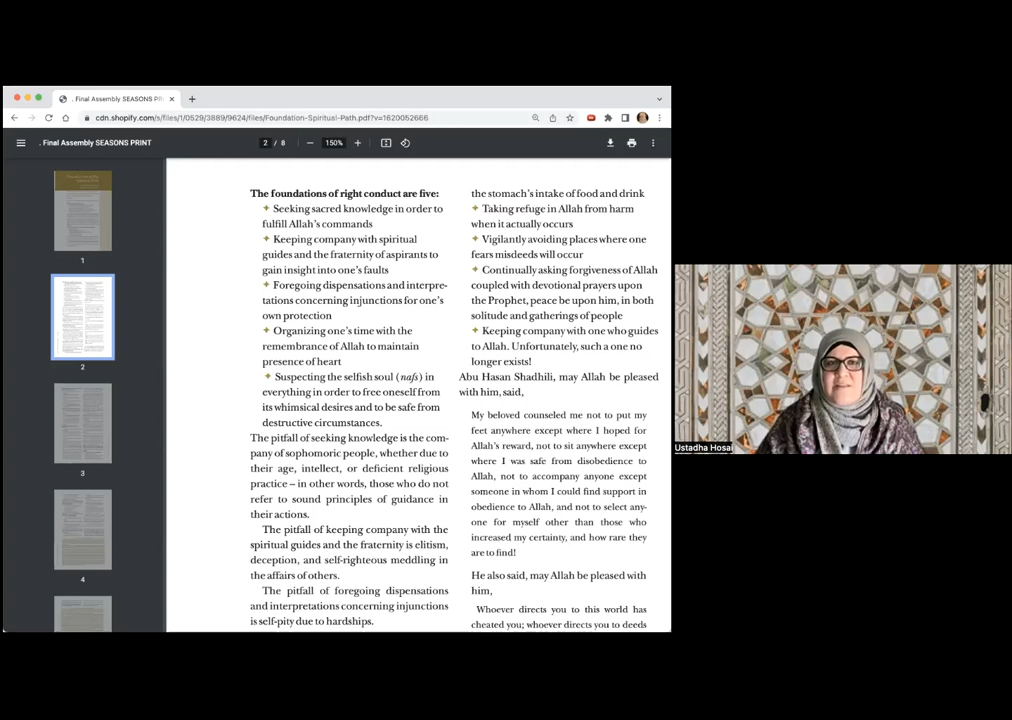 . Final Assembly SEASONS PRI
cdn.shopify.com/s/files/1/0529/3889/9624/files/Foundation-Spiritual-Path.pdf?v=1620052666
. Final Assembly SEASONS PRINT
2 / 8
150%
1
2
3
4
The foundations of right conduct are five:
✦ Seeking sacred knowledge in order to
fulfill Allah's commands
✦ Keeping company with spiritual
guides and the fraternity of aspirants to
gain insight into one's faults
✦ Foregoing dispensations and interpre-
tations concerning injunctions for one's
own protection
✦ Organizing one's time with the
remembrance of Allah to maintain
presence of heart
✦ Suspecting the selfish soul (nafs) in
everything in order to free oneself from
its whimsical desires and to be safe from
destructive circumstances.
The pitfall of seeking knowledge is the com-
pany of sophomoric people, whether due to
their age, intellect, or deficient religious
practice – in other words, those who do not
refer to sound principles of guidance in
their actions.
The pitfall of keeping company with the
spiritual guides and the fraternity is elitism,
deception, and self-righteous meddling in
the affairs of others.
The pitfall of foregoing dispensations
and interpretations concerning injunctions
is self-pity due to hardships.
the stomach's intake of food and drink
✦ Taking refuge in Allah from harm
when it actually occurs
✦ Vigilantly avoiding places where one
fears misdeeds will occur
✦ Continually asking forgiveness of Allah
coupled with devotional prayers upon
the Prophet, peace be upon him, in both
solitude and gatherings of people
✦ Keeping company with one who guides
to Allah. Unfortunately, such a one no
longer exists!
Abu Hasan Shadhili, may Allah be pleased
with him, said,
My beloved counseled me not to put my
feet anywhere except where I hoped for
Allah's reward, not to sit anywhere except
where I was safe from disobedience to
Allah, not to accompany anyone except
someone in whom I could find support in
obedience to Allah, and not to select any-
one for myself other than those who
increased my certainty, and how rare they
are to find!
He also said, may Allah be pleased with
him,
Whoever directs you to this world has
cheated you; whoever directs you to deeds
Ustadha Hosai